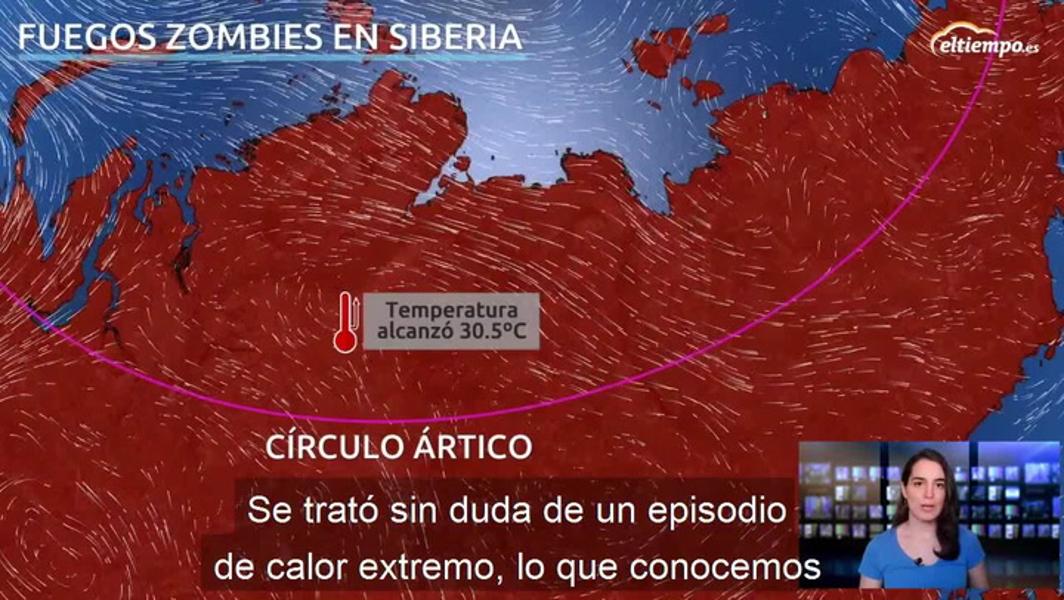 FUEGOS ZOMBIES EN SIBERIA
eltiempo.es
Temperatura
alcanzó 30.5ºC
CÍRCULO ÁRTICO
Se trató sin duda de un episodio
de calor extremo, lo que conocemos